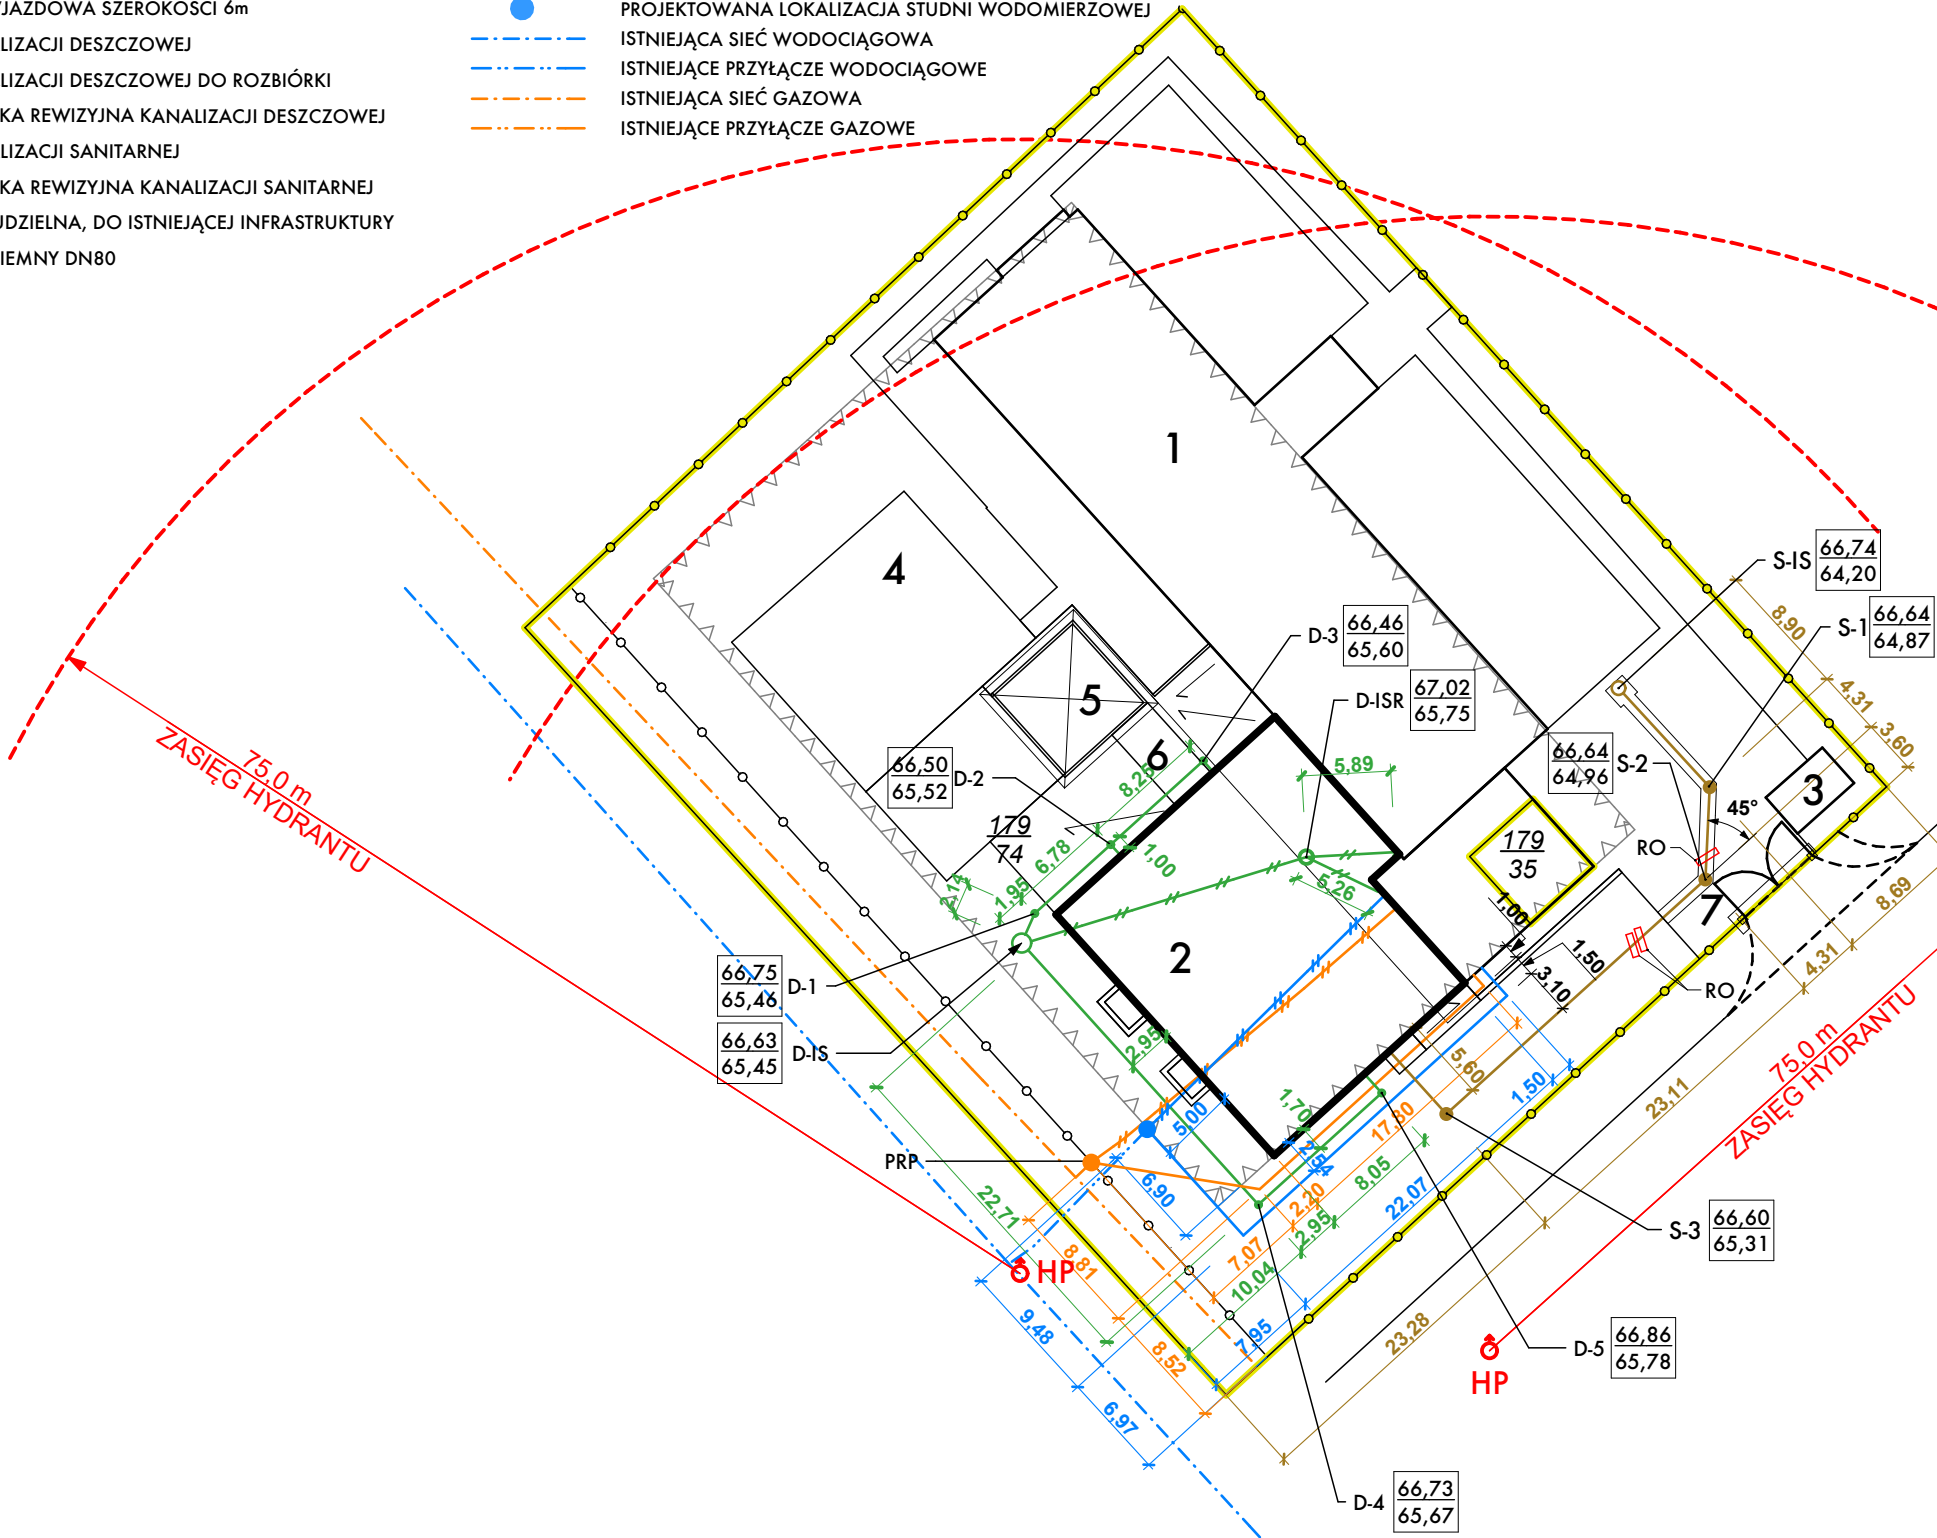 JAZDOWA SZEROKOŚCI 6m
LIZACJI DESZCZOWEJ
LIZACJI DESZCZOWEJ DO ROZBIÓRKI
KA REWIZYJNA KANALIZACJI DESZCZOWEJ
LIZACJI SANITARNEJ
KA REWIZYJNA KANALIZACJI SANITARNEJ
UDZIELNA, DO ISTNIEJĄCEJ INFRASTRUKTURY
IEMNY DN80
PROJEKTOWANA LOKALIZACJA STUDNI WODOMIERZOWEJ
ISTNIEJĄCA SIEĆ WODOCIĄGOWA
ISTNIEJĄCE PRZYŁĄCZE WODOCIĄGOWE
ISTNIEJĄCA SIEĆ GAZOWA
ISTNIEJĄCE PRZYŁĄCZE GAZOWE
1
4
S-IS 66,74
64,20
8,90
S-1 66,64
64,87
D-3 66,46
65,60
4,31
3,60
D-ISR 67,02
65,75
5
6
66,64 S-2
64,96
75,0 m
ZASIĘG HYDRANTU
66,50 D-2
65,52
8,26
5,89
3
45°
179
74
6,78
1,00
179
35
RO
5,26
2,14
1,95
1,00
7
8,69
2
1,50
3,10
4,31
66,75 D-1
65,46
RO
66,63 D-IS
65,45
2,95
75,0 m
ZASIĘG HYDRANTU
5,60
1,50
23,11
5,00
1,70
17,80
2,54
PRP
6,90
8,05
22,71
2,20
22,07
2,95
S-3 66,60
65,31
8,81
HP
7,07
10,04
9,48
7,95
23,28
8,52
D-5 66,86
65,78
HP
6,97
D-4 66,73
65,67